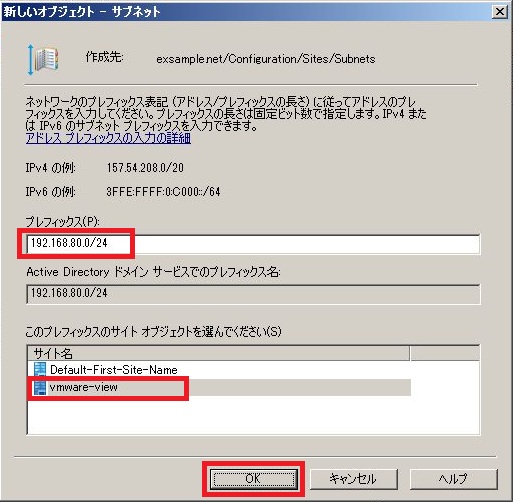 新しいオブジェクト - サブネット
作成先: exsample.net/Configuration/Sites/Subnets
ネットワークのプレフィックス表記 (アドレス/プレフィックスの長さ) に従ってアドレスのプレ
フィックスを入力してください。プレフィックスの長さは固定ビット数で指定します。IPv4 また
は IPv6 のサブネット プレフィックスを入力できます。
アドレス プレフィックスの入力の詳細
IPv4 の例: 157.54.208.0/20
IPv6 の例: 3FFE:FFFF:0:C000::/64
プレフィックス(P):
192.168.80.0/24
Active Directory ドメイン サービスでのプレフィックス名:
192.168.80.0/24
このプレフィックスのサイト オブジェクトを選んでください(S)
サイト名
Default-First-Site-Name
vmware-view
OK キャンセル ヘルプ